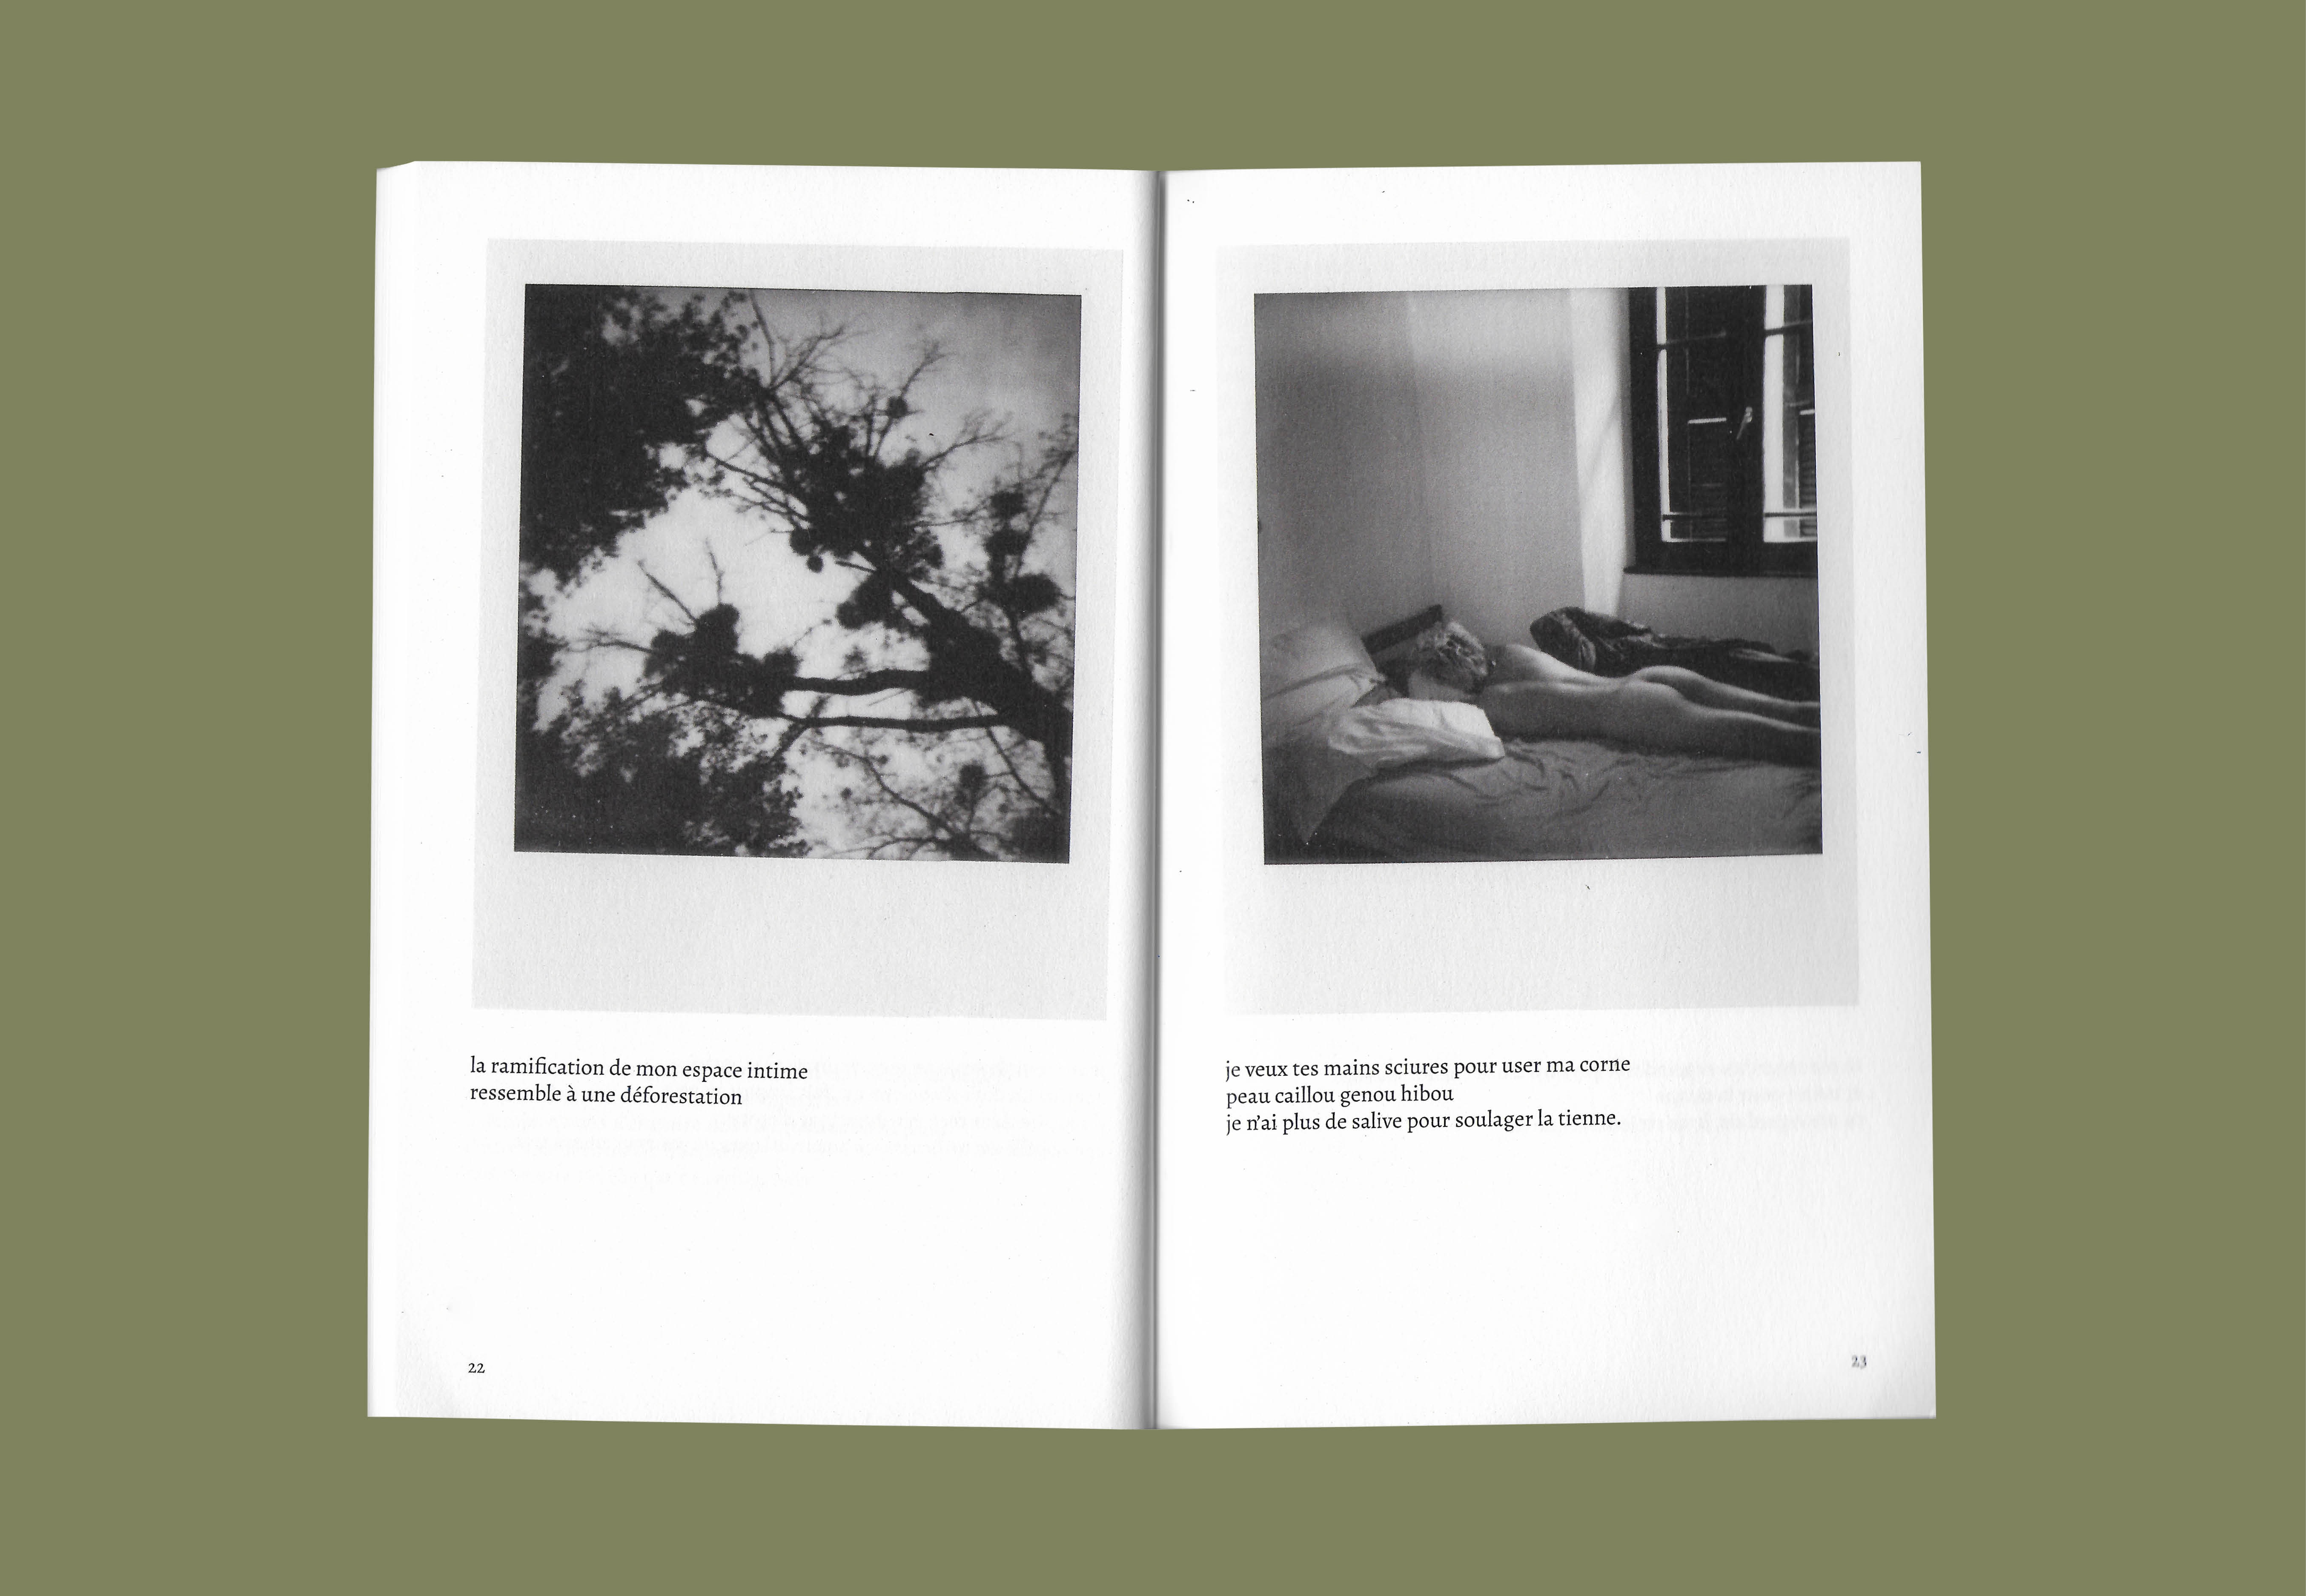 la ramification de mon espace intime
ressemble à une déforestation
22
je veux tes mains sciures pour user ma corne
peau caillou genou hibou
je n'ai plus de salive pour soulager la tienne.
23